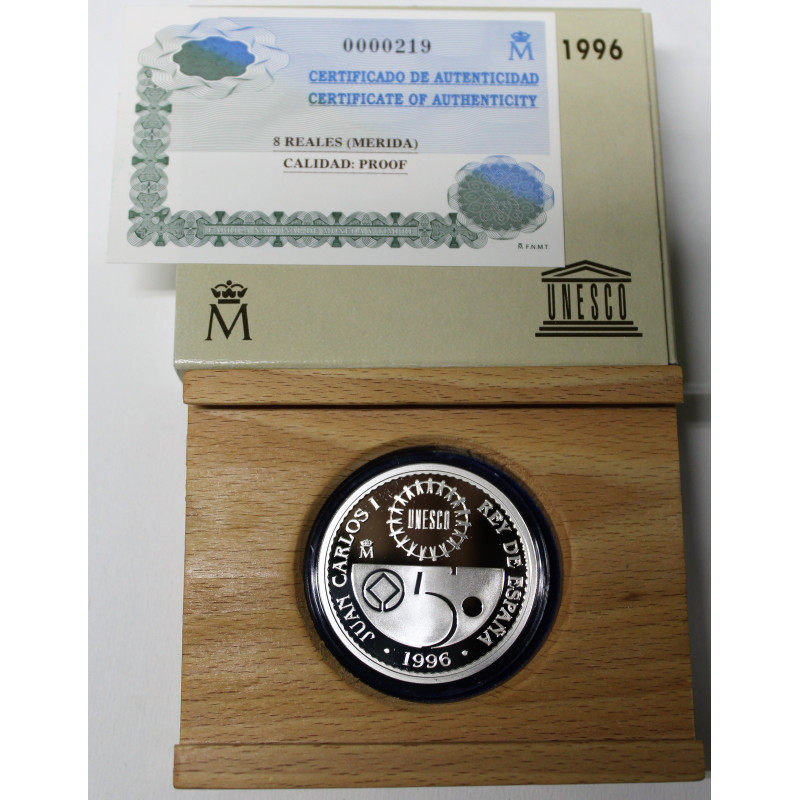 0000219
M
1996
CERTIFICADO DE AUTENTICIDAD
CERTIFICATE OF AUTHENTICITY
8 REALES (MERIDA)
CALIDAD: PROOF
F.N.M.T.
M
UNESCO
JUAN CARLOS I REY DE ESPAÑA
UNESCO
M
5
• 1996 •